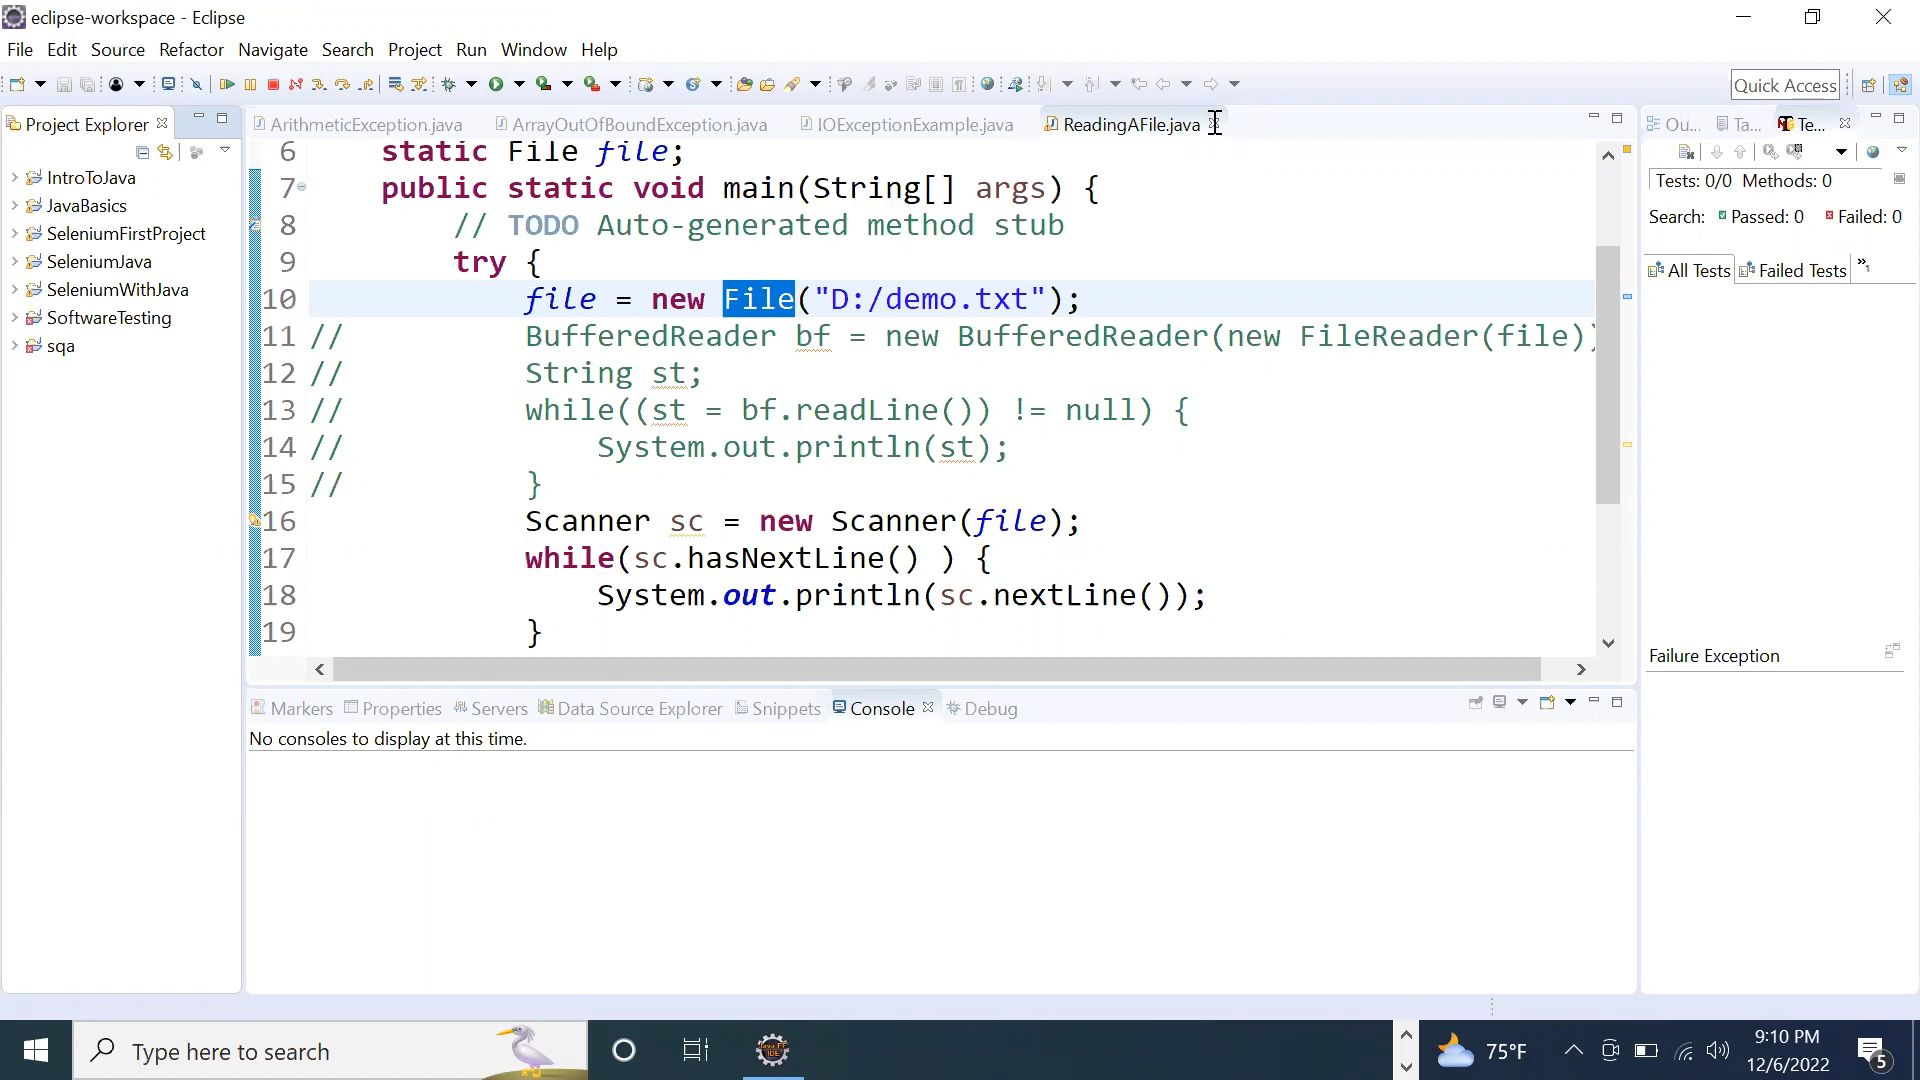 eclipse-workspace - Eclipse
File Edit Source Refactor Navigate Search Project Run Window Help
Quick Access
Project Explorer
ArithmeticException.java ArrayOutOfBoundException.java IOExceptionExample.java ReadingAFile.java
Ou... Ta... Te...
IntroToJava
JavaBasics
SeleniumFirstProject
SeleniumJava
SeleniumWithJava
SoftwareTesting
sqa
6 static File file;
7 public static void main(String[] args) {
8 // TODO Auto-generated method stub
9 try {
10 file = new File("D:/demo.txt");
11 // BufferedReader bf = new BufferedReader(new FileReader(file))
12 // String st;
13 // while((st = bf.readLine()) != null) {
14 // System.out.println(st);
15 // }
16 Scanner sc = new Scanner(file);
17 while(sc.hasNextLine() ) {
18 System.out.println(sc.nextLine());
19 }
Tests: 0/0 Methods: 0
Search: Passed: 0 Failed: 0
All Tests Failed Tests »1
Failure Exception
Markers Properties Servers Data Source Explorer Snippets Console Debug
No consoles to display at this time.
Type here to search
Java EE
IDE
75°F
9:10 PM
12/6/2022
5